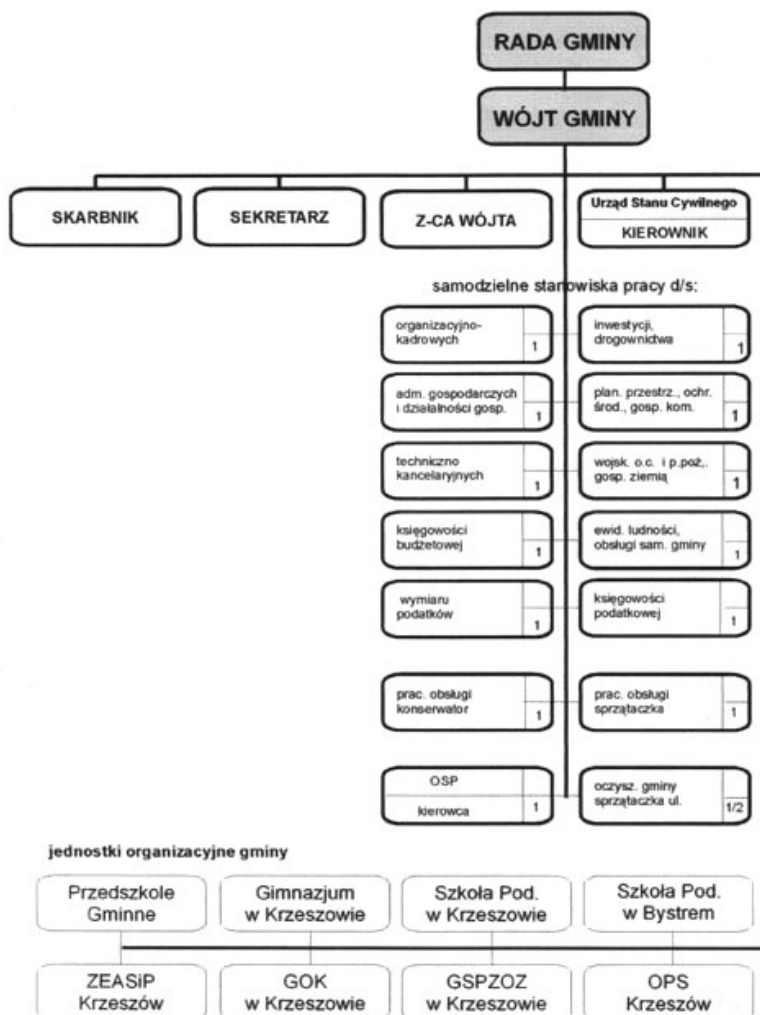 RADA GMINY
WÓJT GMINY
SKARBNIK
SEKRETARZ
Z-CA WÓJTA
Urząd Stanu Cywilnego
KIEROWNIK
samodzielne stanowiska pracy d/s:
organizacyjno-
kadrowych
1
inwestycji,
drogownictwa
1
adm. gospodarczych
i działalności gosp.
1
plan. przestrz., ochr.
środ., gosp. kom.
1
techniczno
kancelaryjnych
1
wojsk. o.c. i p.poż,.
gosp. ziemią
1
księgowości
budżetowej
1
ewid. ludności,
obsługi sam. gminy
1
wymiaru
podatków
1
księgowości
podatkowej
1
prac. obsługi
konserwator
1
prac. obsługi
sprzątaczka
1
OSP
kierowca
1
oczysz. gminy
sprzątaczka ul.
1/2
jednostki organizacyjne gminy
Przedszkole
Gminne
Gimnazjum
w Krzeszowie
Szkoła Pod.
w Krzeszowie
Szkoła Pod.
w Bystrem
ZEASiP
Krzeszów
GOK
w Krzeszowie
GSPZOZ
w Krzeszowie
OPS
Krzeszów